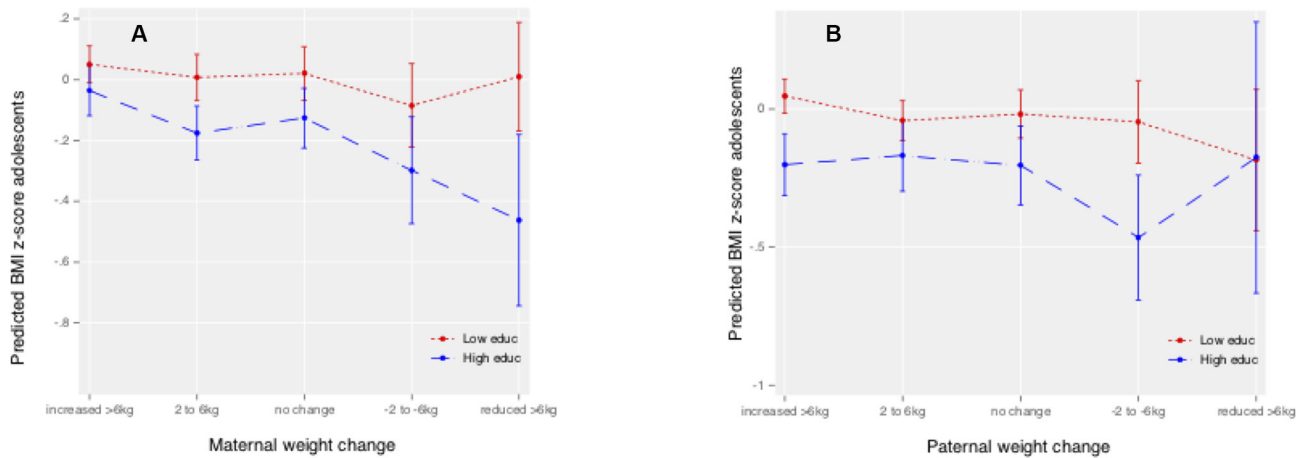 A
Predicted BMI z-score adolescents
.2
0
-.2
-.4
-.6
-.8
Low educ
High educ
increased >6kg 2 to 6kg no change -2 to -6kg reduced >6kg
Maternal weight change
B
Predicted BMI z-score adolescents
0
-.5
-1
Low educ
High educ
increased >6kg 2 to 6kg no change -2 to -6kg reduced >6kg
Paternal weight change